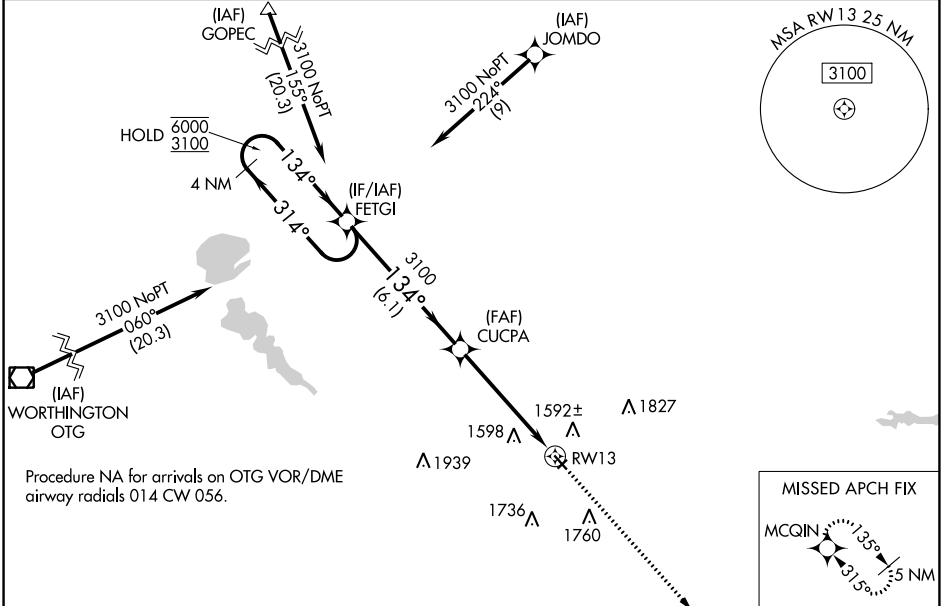 (IAF)
GOPEC
3100 NoPT
155°
(20.3)
(IAF)
JOMDO
3100 NoPT
224°
(9)
MSA RW13 25 NM
3100
HOLD 6000
3100
4 NM
134°
314°
(IF/IAF)
FETGI
3100
134°
(6.1)
(FAF)
CUCPA
3100 NoPT
060°
(20.3)
(IAF)
WORTHINGTON
OTG
1592±
1827
1598
RW13
1939
1736
1760
Procedure NA for arrivals on OTG VOR/DME
airway radials 014 CW 056.
MISSED APCH FIX
MCQIN
135°
315°
5 NM